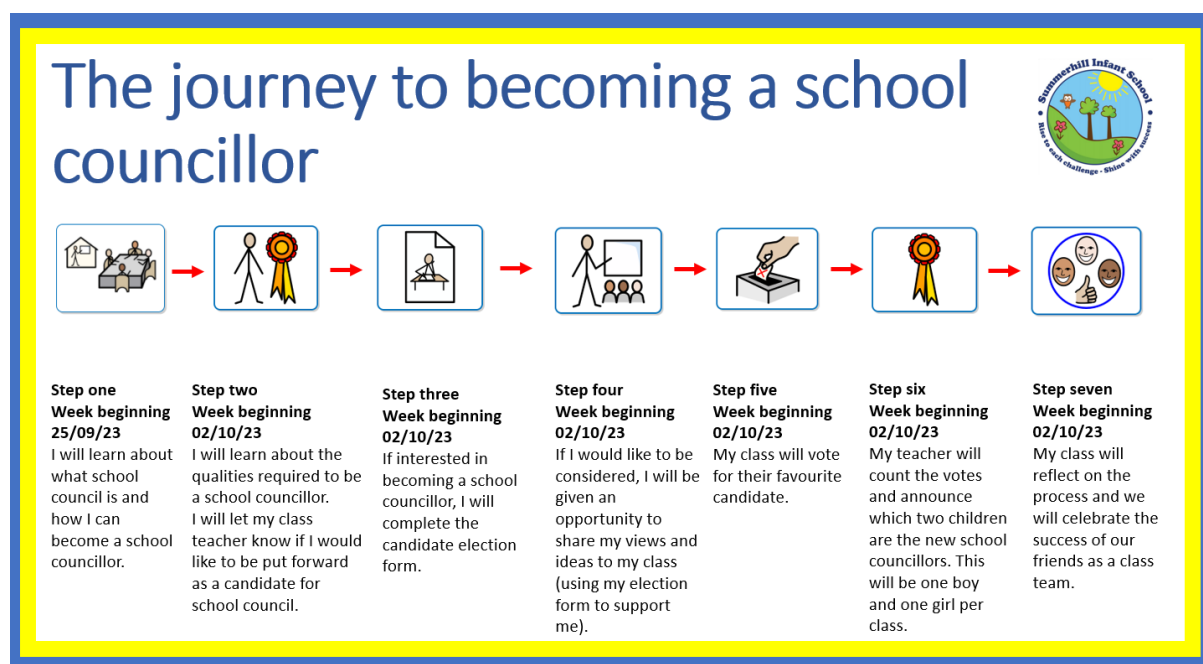 The journey to becoming a school
councillor
Summerhill Infant School
Rise to each challenge - Shine with success
Step one
Week beginning
25/09/23
I will learn about
what school
council is and
how I can
become a school
councillor.
Step two
Week beginning
02/10/23
I will learn about the
qualities required to be
a school councillor.
I will let my class
teacher know if I would
like to be put forward
as a candidate for
school council.
Step three
Week beginning
02/10/23
If interested in
becoming a school
councillor, I will
complete the
candidate election
form.
Step four
Week beginning
02/10/23
If I would like to be
considered, I will be
given an
opportunity to
share my views and
ideas to my class
(using my election
form to support
me).
Step five
Week beginning
02/10/23
My class will vote
for their favourite
candidate.
Step six
Week beginning
02/10/23
My teacher will
count the votes
and announce
which two children
are the new school
councillors. This
will be one boy
and one girl per
class.
Step seven
Week beginning
02/10/23
My class will
reflect on the
process and we
will celebrate the
success of our
friends as a class
team.